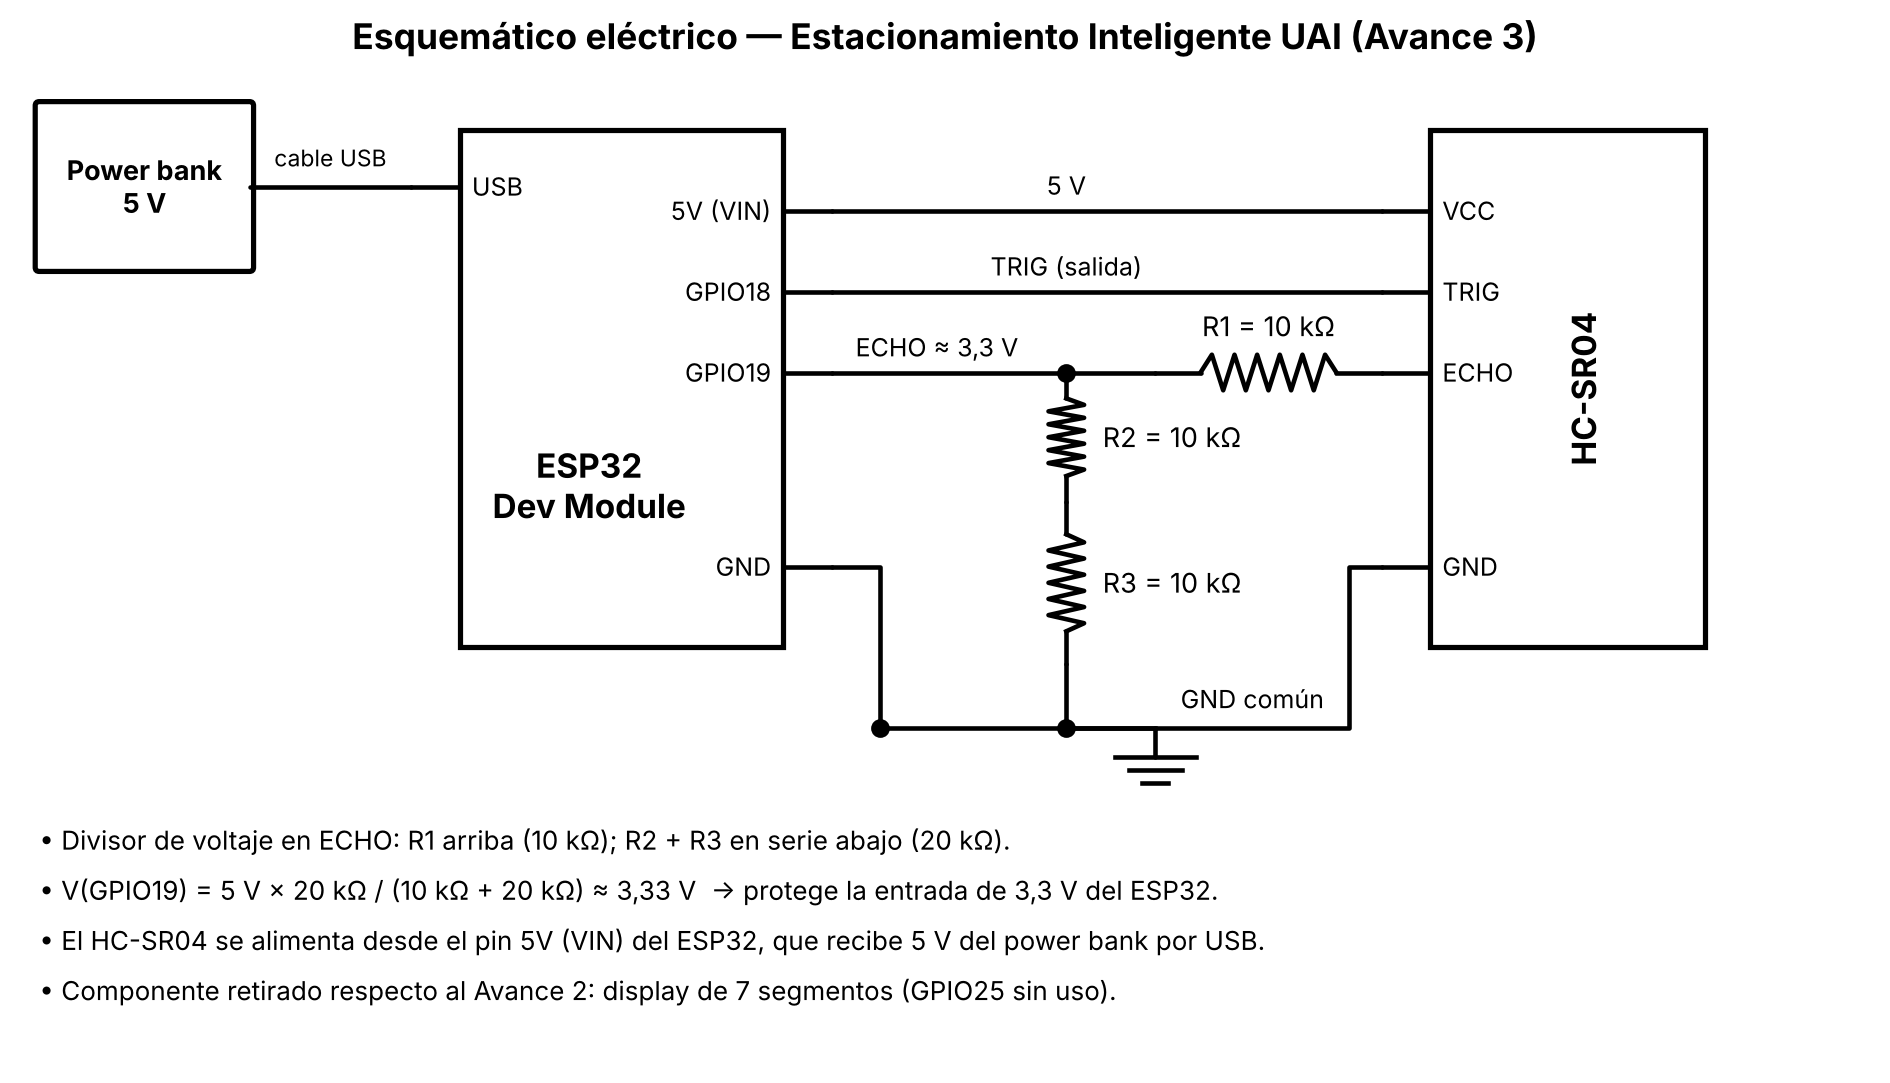 Esquemático eléctrico — Estacionamiento Inteligente UAI (Avance 3)
Power bank
5 V
cable USB
USB
5V (VIN)
GPIO18
GPIO19
ESP32
Dev Module
GND
5 V
TRIG (salida)
ECHO ≈ 3,3 V
R1 = 10 kΩ
R2 = 10 kΩ
R3 = 10 kΩ
GND común
VCC
TRIG
ECHO
HC-SR04
GND
• Divisor de voltaje en ECHO: R1 arriba (10 kΩ); R2 + R3 en serie abajo (20 kΩ).
• V(GPIO19) = 5 V × 20 kΩ / (10 kΩ + 20 kΩ) ≈ 3,33 V → protege la entrada de 3,3 V del ESP32.
• El HC-SR04 se alimenta desde el pin 5V (VIN) del ESP32, que recibe 5 V del power bank por USB.
• Componente retirado respecto al Avance 2: display de 7 segmentos (GPIO25 sin uso).